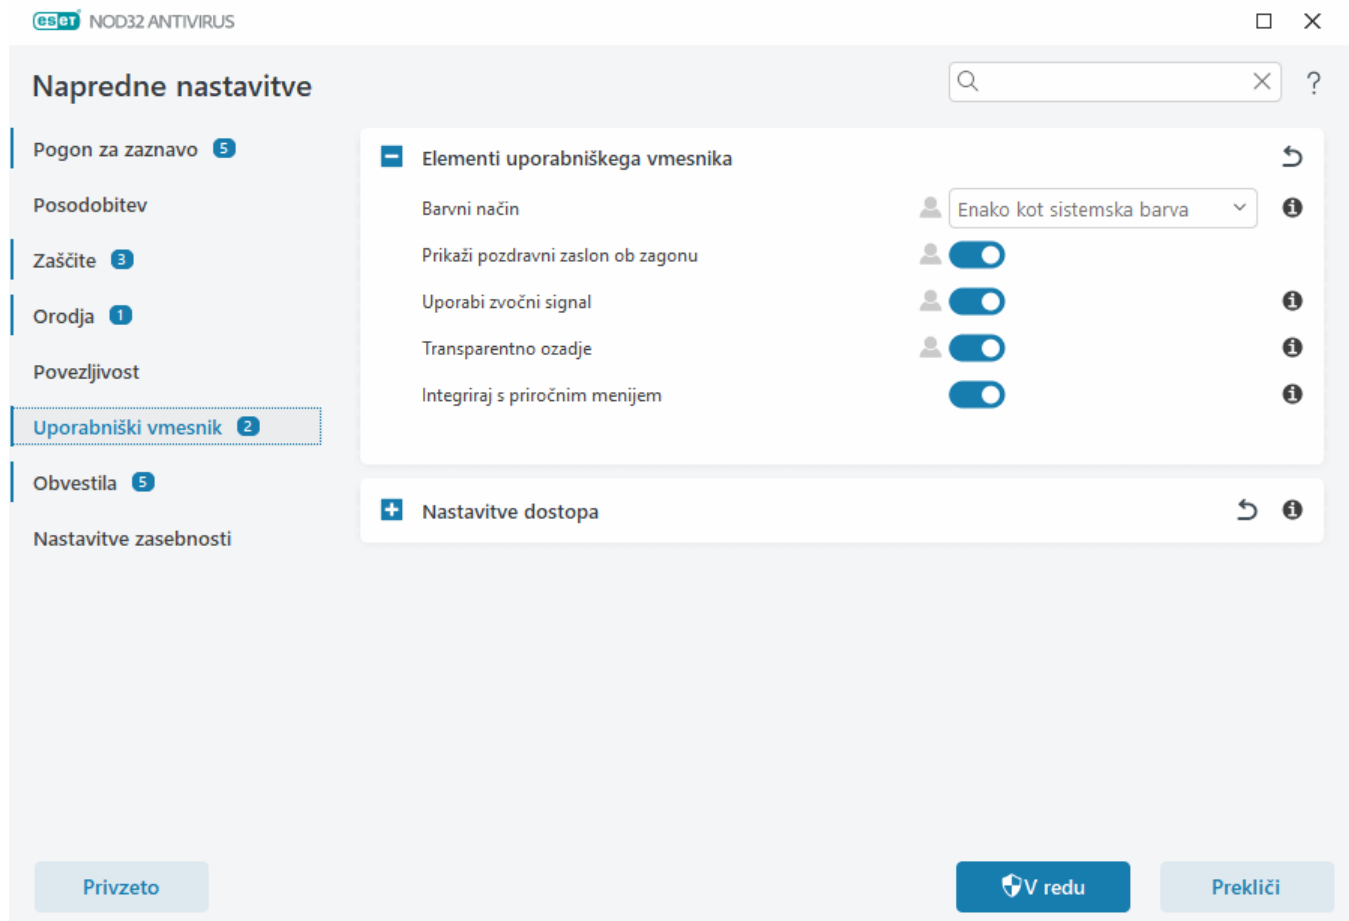 eset NOD32 ANTIVIRUS
Napredne nastavitve
?
Pogon za zaznavo 5
Posodobitev
Zaščite 3
Orodja 1
Povezljivost
Uporabniški vmesnik 2
Obvestila 5
Nastavitve zasebnosti
Elementi uporabniškega vmesnika
Barvni način Enako kot sistemska barva
Prikaži pozdravni zaslon ob zagonu
Uporabi zvočni signal
Transparentno ozadje
Integriraj s priročnim menijem
Nastavitve dostopa
Privzeto
V redu
Prekliči